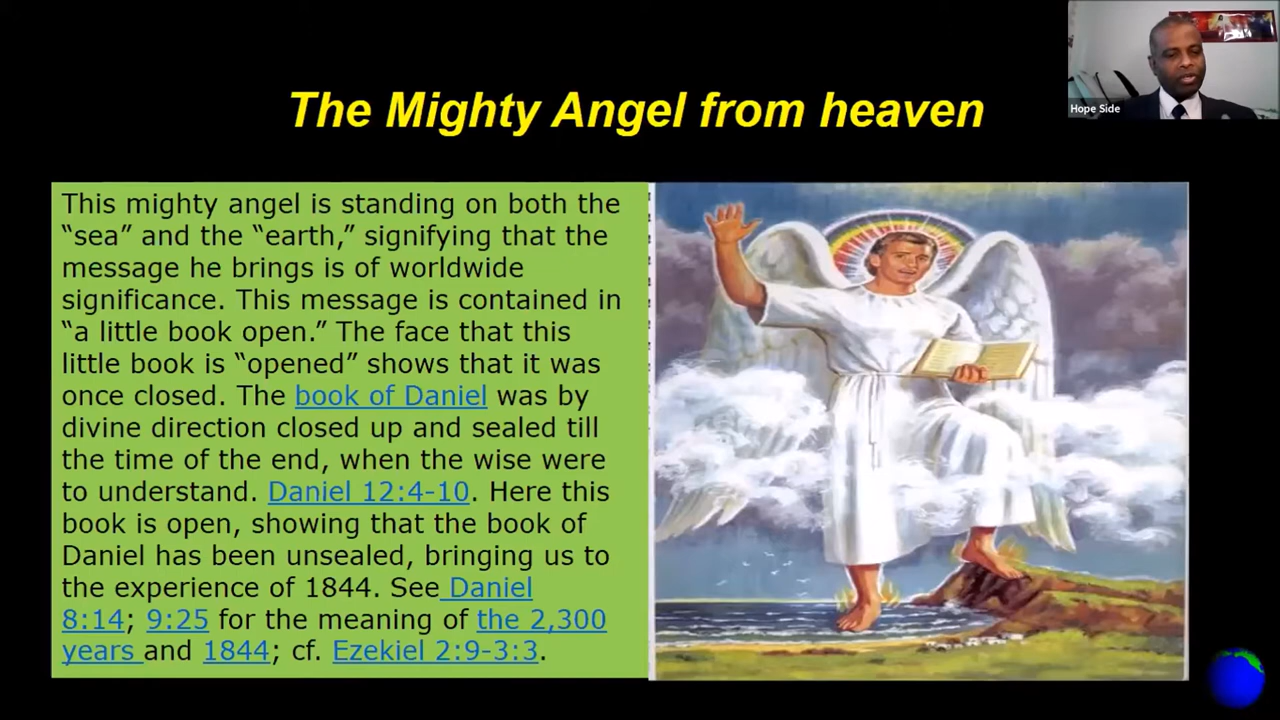 The Mighty Angel from heaven
Hope Side
This mighty angel is standing on both the
“sea” and the “earth,” signifying that the
message he brings is of worldwide
significance. This message is contained in
“a little book open.” The face that this
little book is “opened” shows that it was
once closed. The book of Daniel was by
divine direction closed up and sealed till
the time of the end, when the wise were
to understand. Daniel 12:4-10. Here this
book is open, showing that the book of
Daniel has been unsealed, bringing us to
the experience of 1844. See Daniel
8:14; 9:25 for the meaning of the 2,300
years and 1844; cf. Ezekiel 2:9-3:3.